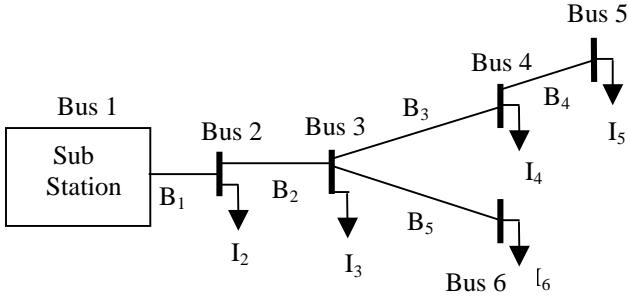 Bus 5
Bus 4
B3
B4
I5
Bus 1
Bus 2
Bus 3
Sub
Station
B1
B2
I4
B5
I2
I3
Bus 6
[6